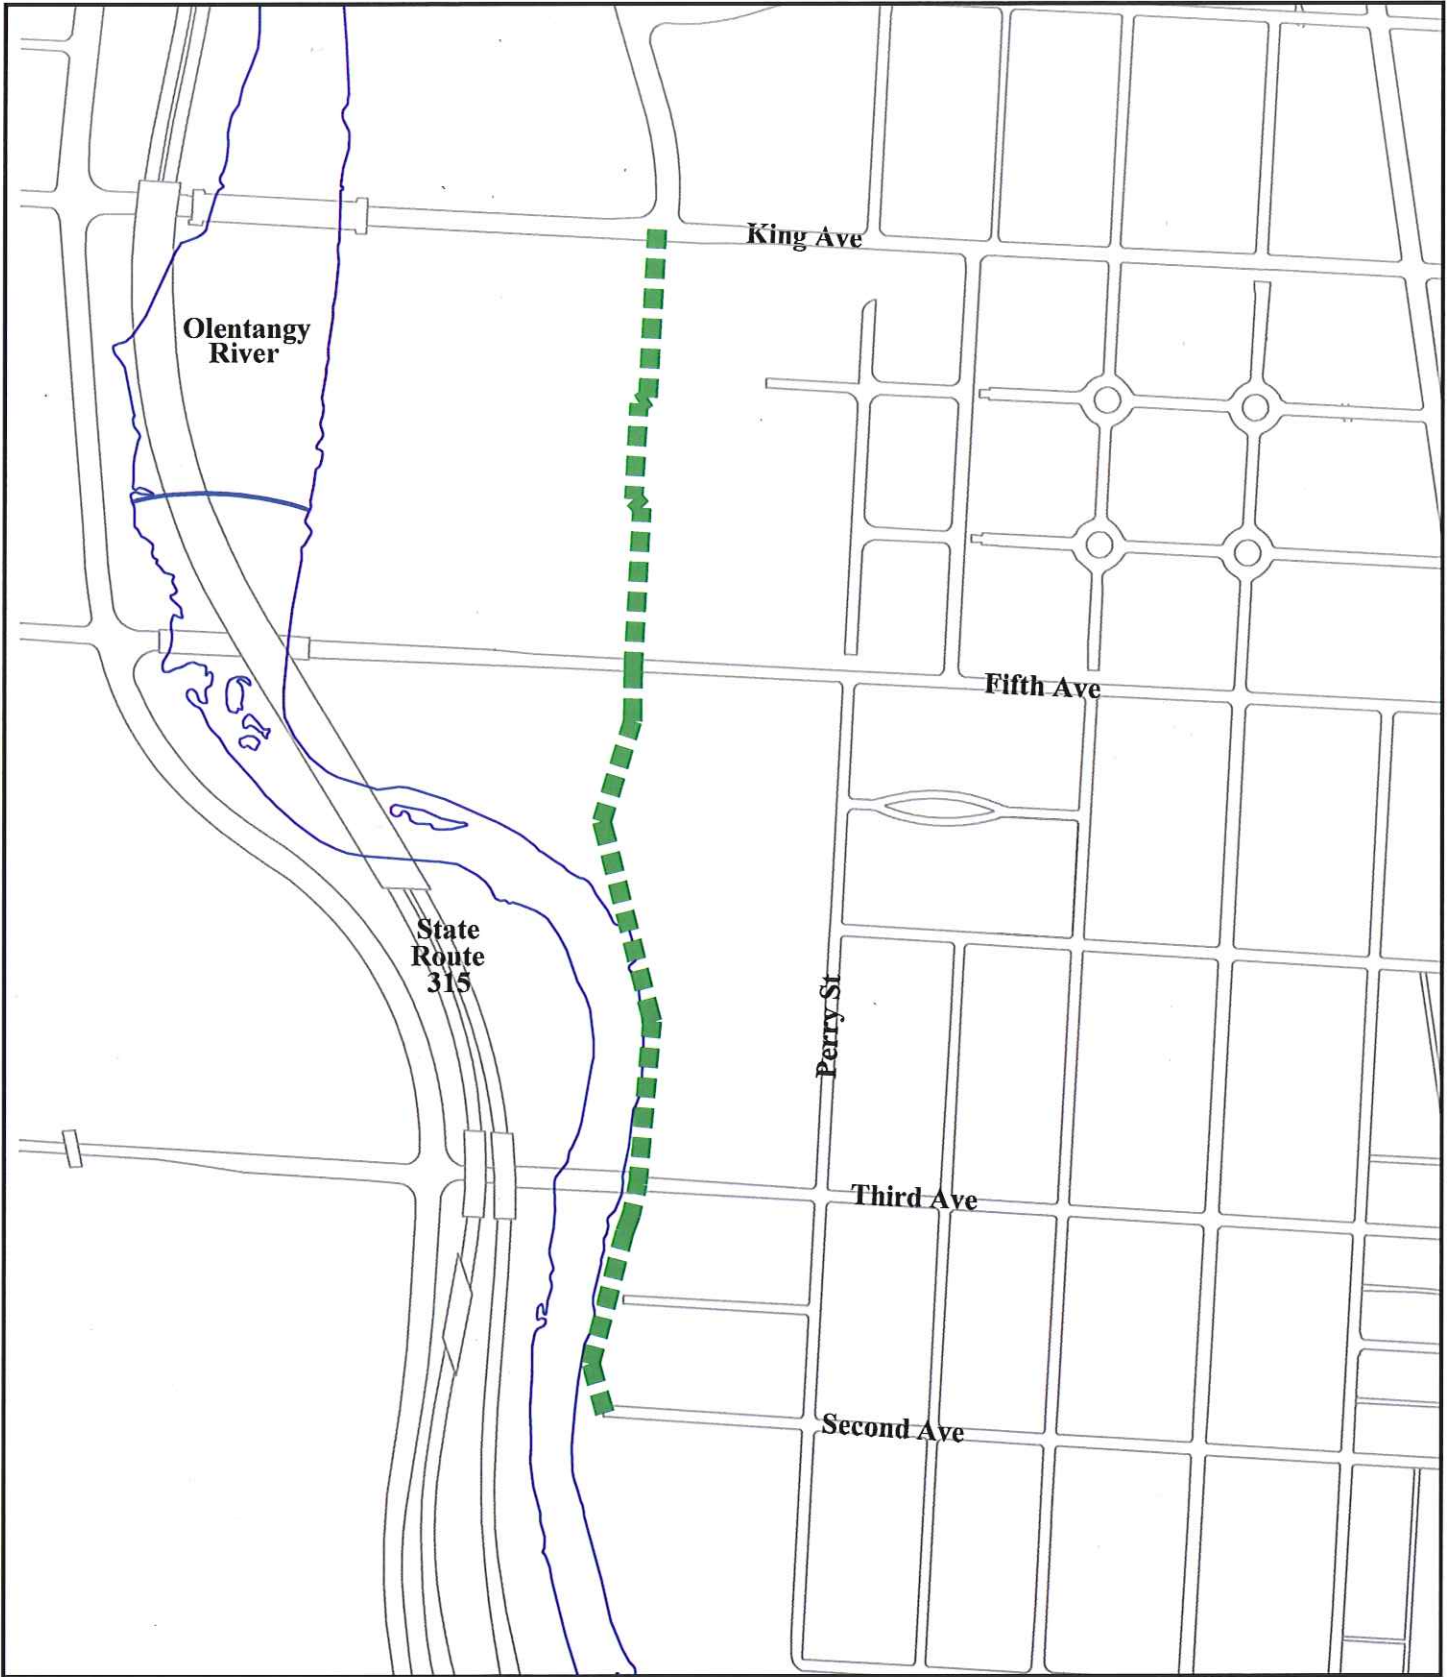 King Ave
Olentangy
River
Fifth Ave
State
Route
315
Perry St
Third Ave
Second Ave